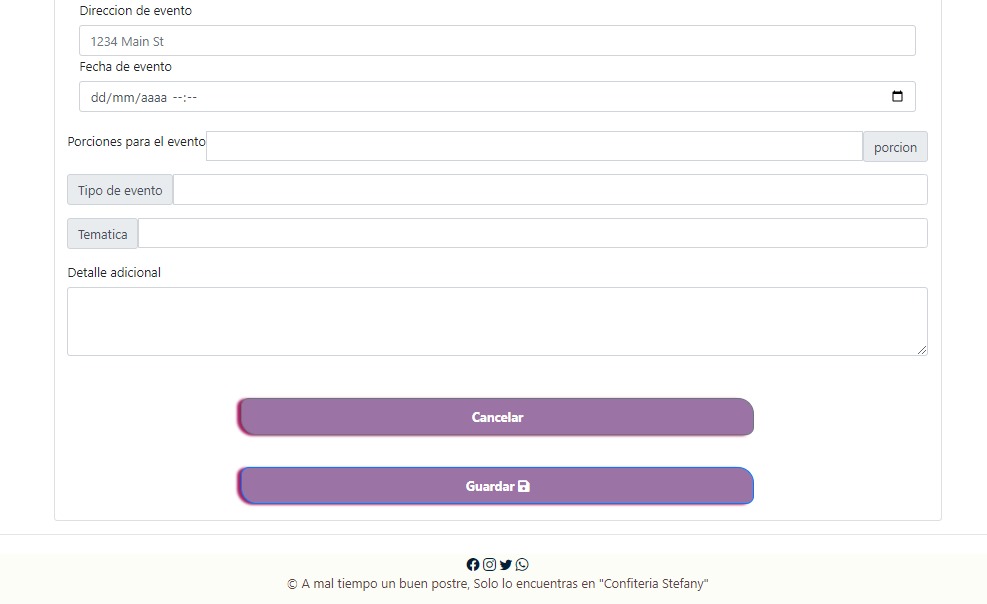 Direccion de evento
1234 Main St
Fecha de evento
dd/mm/aaaa --:--
Porciones para el evento porcion
Tipo de evento
Tematica
Detalle adicional
Cancelar
Guardar
© A mal tiempo un buen postre, Solo lo encuentras en "Confiteria Stefany"